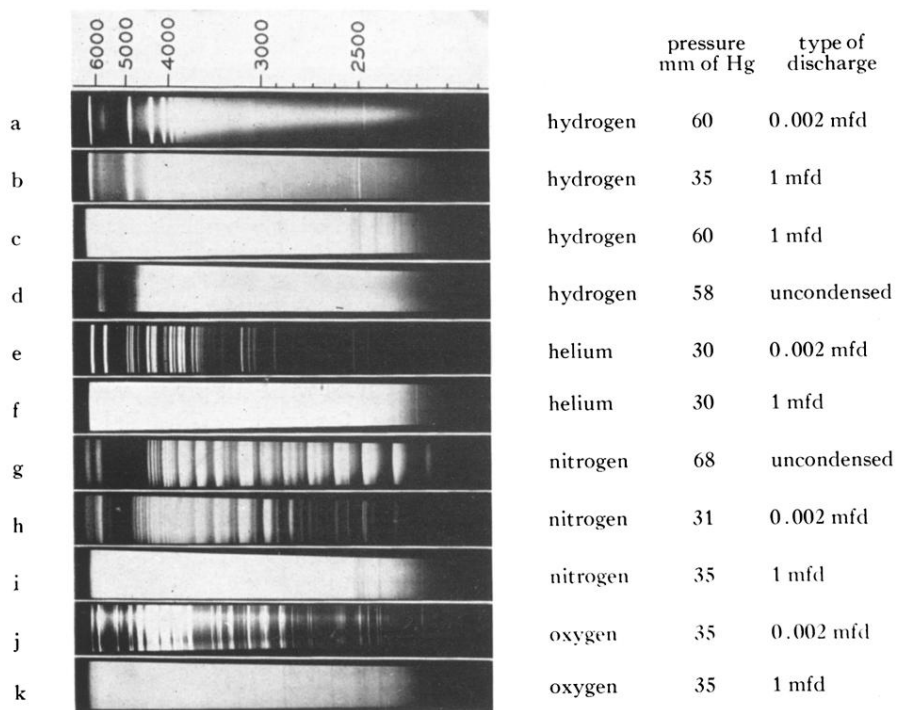 6000 5000 4000 3000 2500
pressure mm of Hg type of discharge
a hydrogen 60 0.002 mfd
b hydrogen 35 1 mfd
c hydrogen 60 1 mfd
d hydrogen 58 uncondensed
e helium 30 0.002 mfd
f helium 30 1 mfd
g nitrogen 68 uncondensed
h nitrogen 31 0.002 mfd
i nitrogen 35 1 mfd
j oxygen 35 0.002 mfd
k oxygen 35 1 mfd